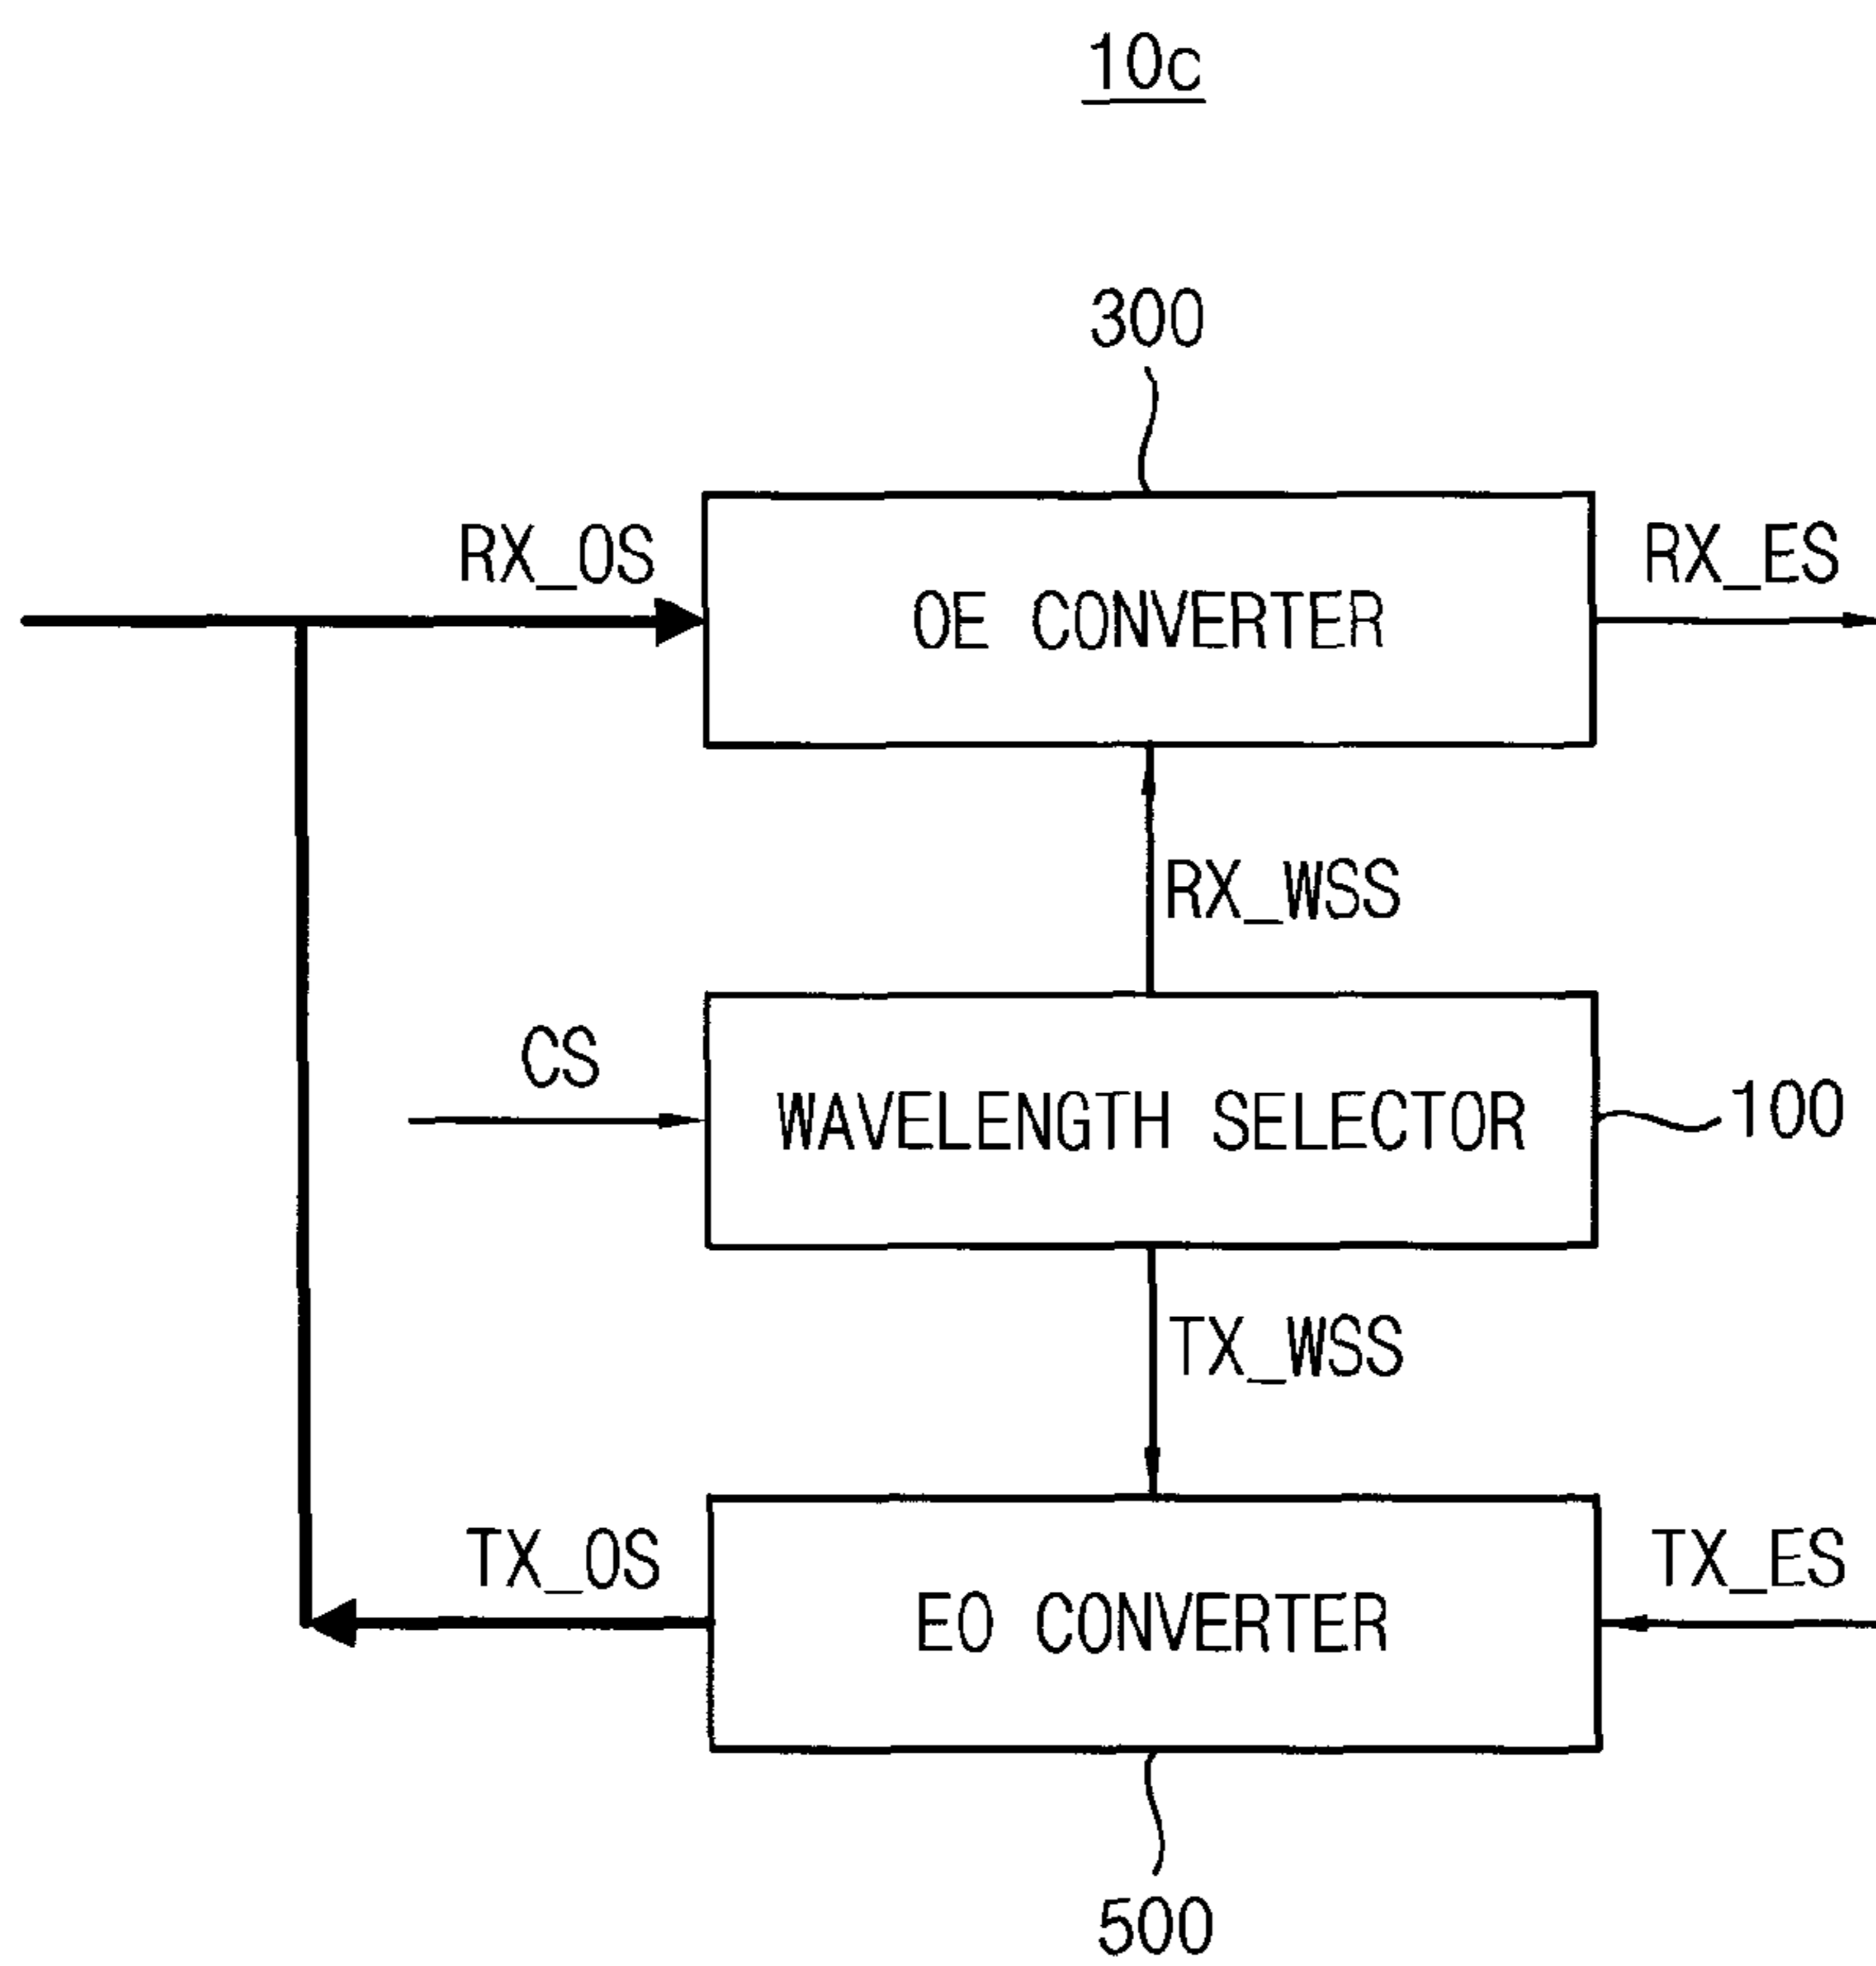 10c
300
RX_OS
OE CONVERTER
RX_ES
RX_WSS
CS
WAVELENGTH SELECTOR
100
TX_WSS
TX_OS
EO CONVERTER
TX_ES
500